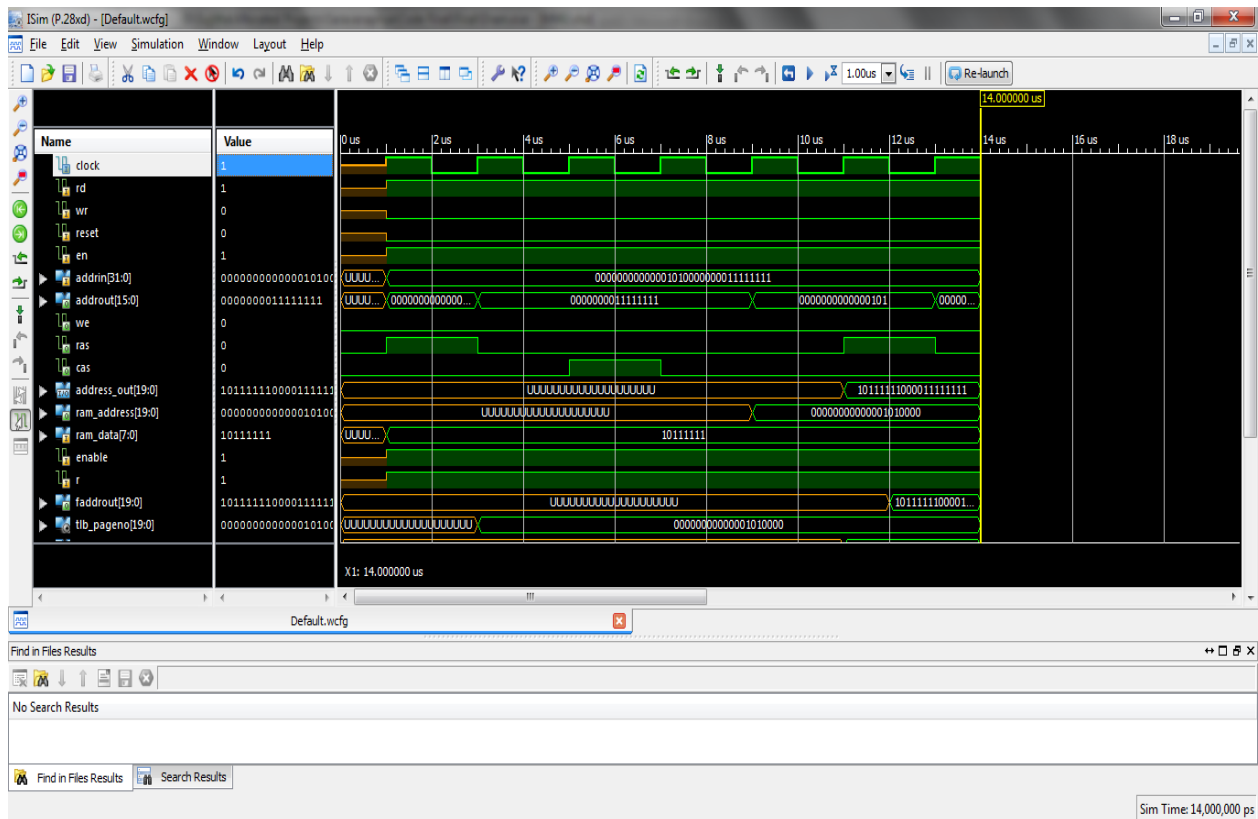 ISim (P.28xd) - [Default.wcfg]
File Edit View Simulation Window Layout Help
1.00us Re-launch
14.000000 us
Name Value 0 us 2 us 4 us 6 us 8 us 10 us 12 us 14 us 16 us 18 us
clock 1
rd 1
wr 0
reset 0
en 1
addrin[31:0] 00000000000001010 UUUU... 00000000000001010000000011111111
addrout[15:0] 0000000011111111 UUUU... 0000000000000... 0000000011111111 0000000000000101 00000...
we 0
ras 0
cas 0
address_out[19:0] UUUUUUUUUUUUUUUUUUUU 10111111000011111111
ram_address[19:0] UUUUUUUUUUUUUUUUUUUU 00000000000001010000
ram_data[7:0] 10111111 UUUU... 10111111
enable 1
r 1
faddrout[19:0] UUUUUUUUUUUUUUUUUUUU 1011111100001...
tlb_pageno[19:0] UUUUUUUUUUUUUUUUUUUU 00000000000001010000
X1: 14.000000 us
Default.wcfg
Find in Files Results
No Search Results
Find in Files Results Search Results
Sim Time: 14,000,000 ps